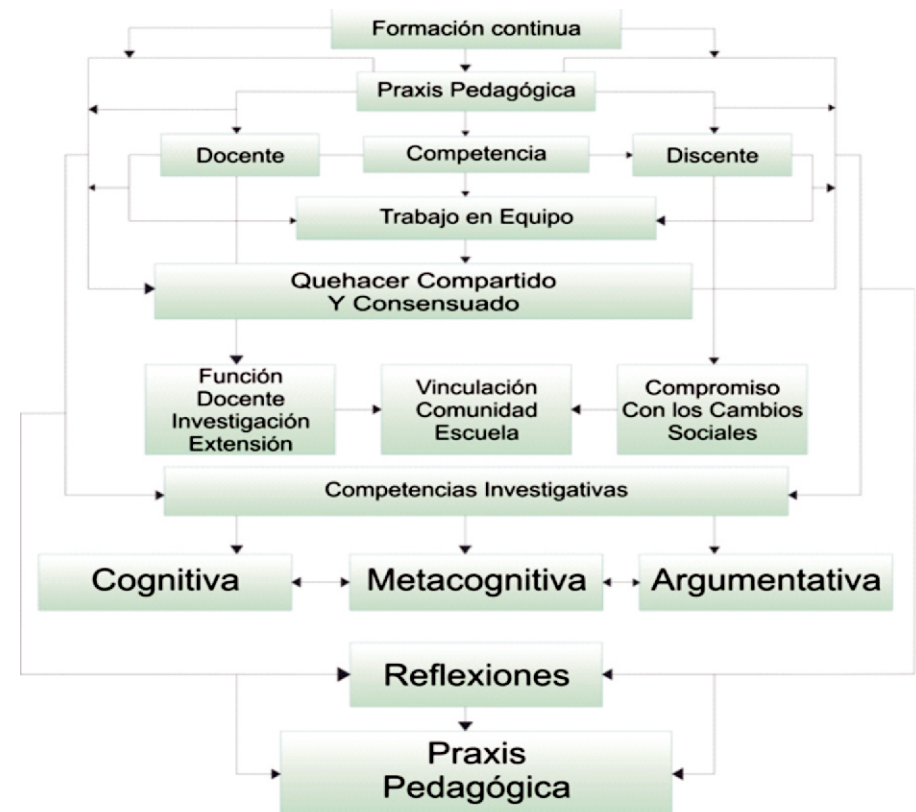 Formación continua
Praxis Pedagógica
Docente
Competencia
Discente
Trabajo en Equipo
Quehacer Compartido
Y Consensuado
Función
Docente
Investigación
Extensión
Vinculación
Comunidad
Escuela
Compromiso
Con los Cambios
Sociales
Competencias Investigativas
Cognitiva
Metacognitiva
Argumentativa
Reflexiones
Praxis
Pedagógica